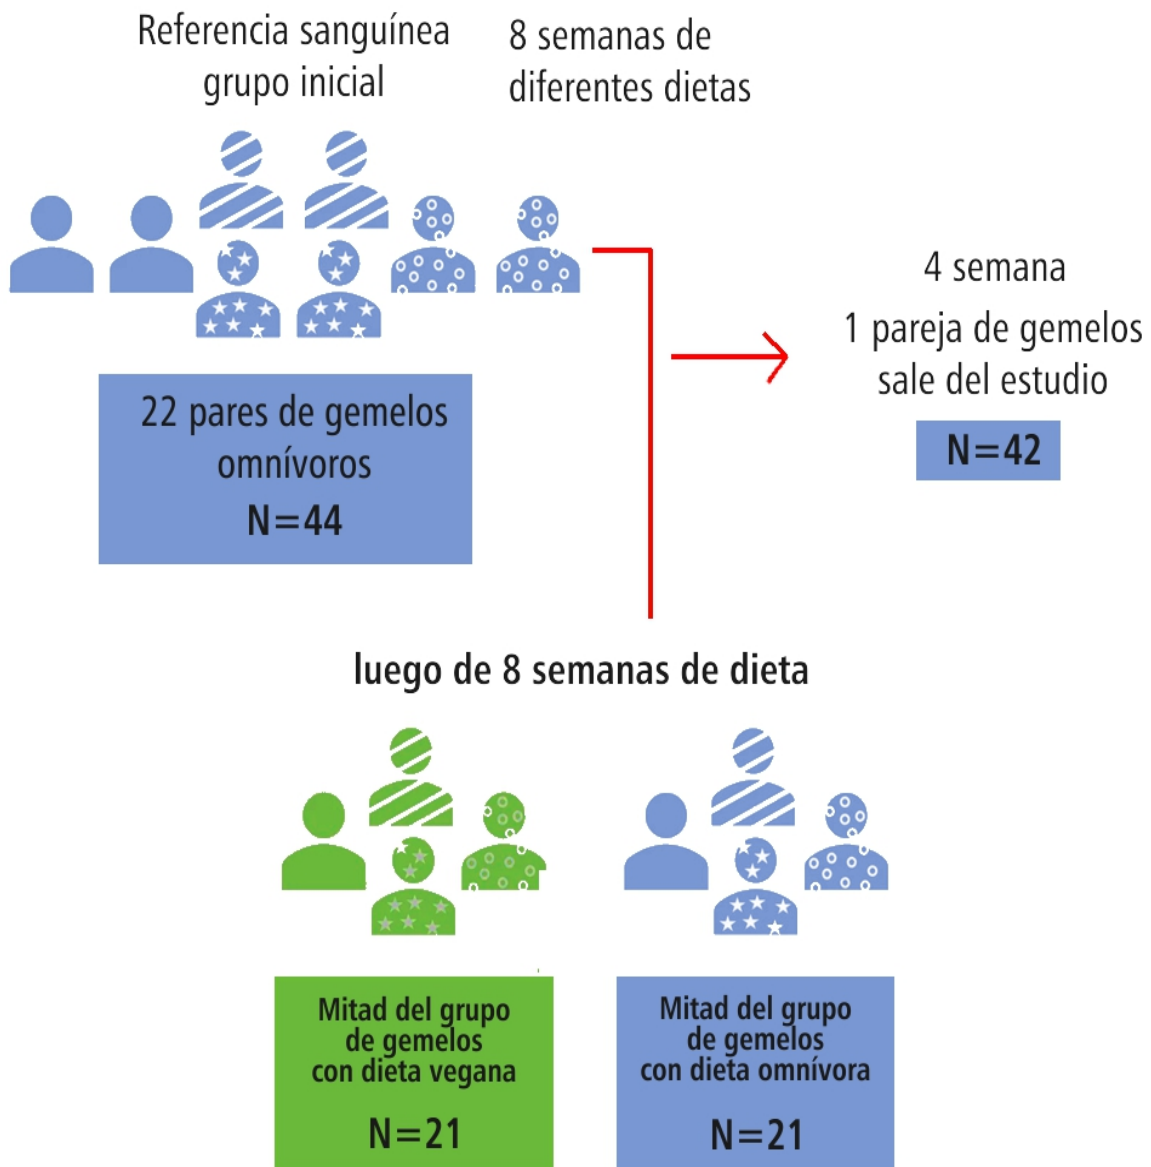 Referencia sanguínea
grupo inicial
8 semanas de
diferentes dietas
22 pares de gemelos
omnívoros
N=44
4 semana
1 pareja de gemelos
sale del estudio
N=42
luego de 8 semanas de dieta
Mitad del grupo
de gemelos
con dieta vegana
N=21
Mitad del grupo
de gemelos
con dieta omnívora
N=21